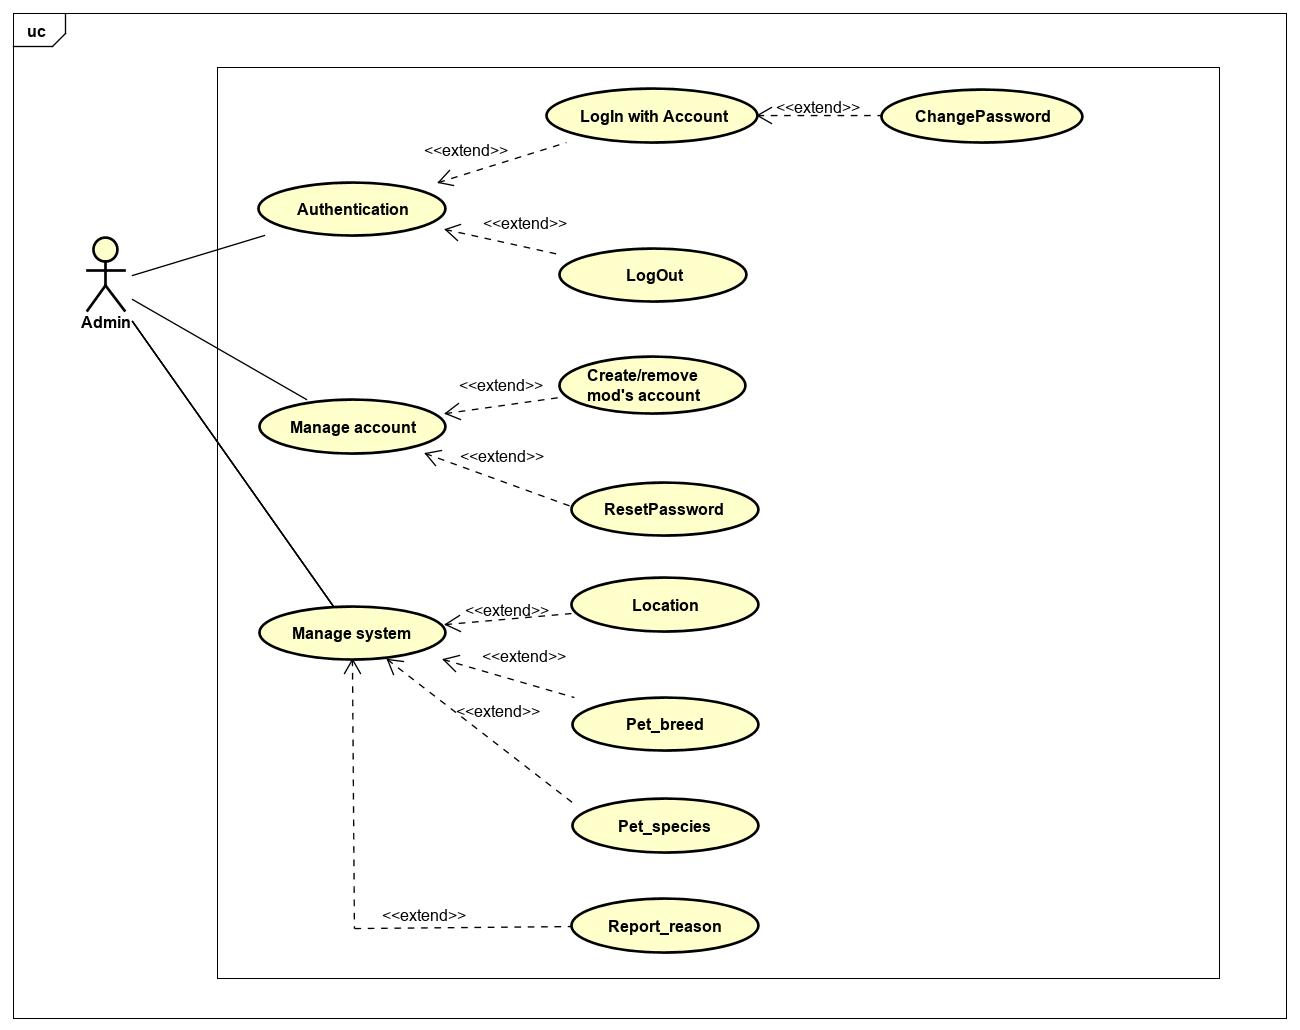 uc
LogIn with Account
<<extend>>
ChangePassword
<<extend>>
Authentication
<<extend>>
LogOut
Admin
Create/remove
mod's account
<<extend>>
Manage account
<<extend>>
ResetPassword
Location
<<extend>>
Manage system
<<extend>>
Pet_breed
<<extend>>
Pet_species
<<extend>>
Report_reason